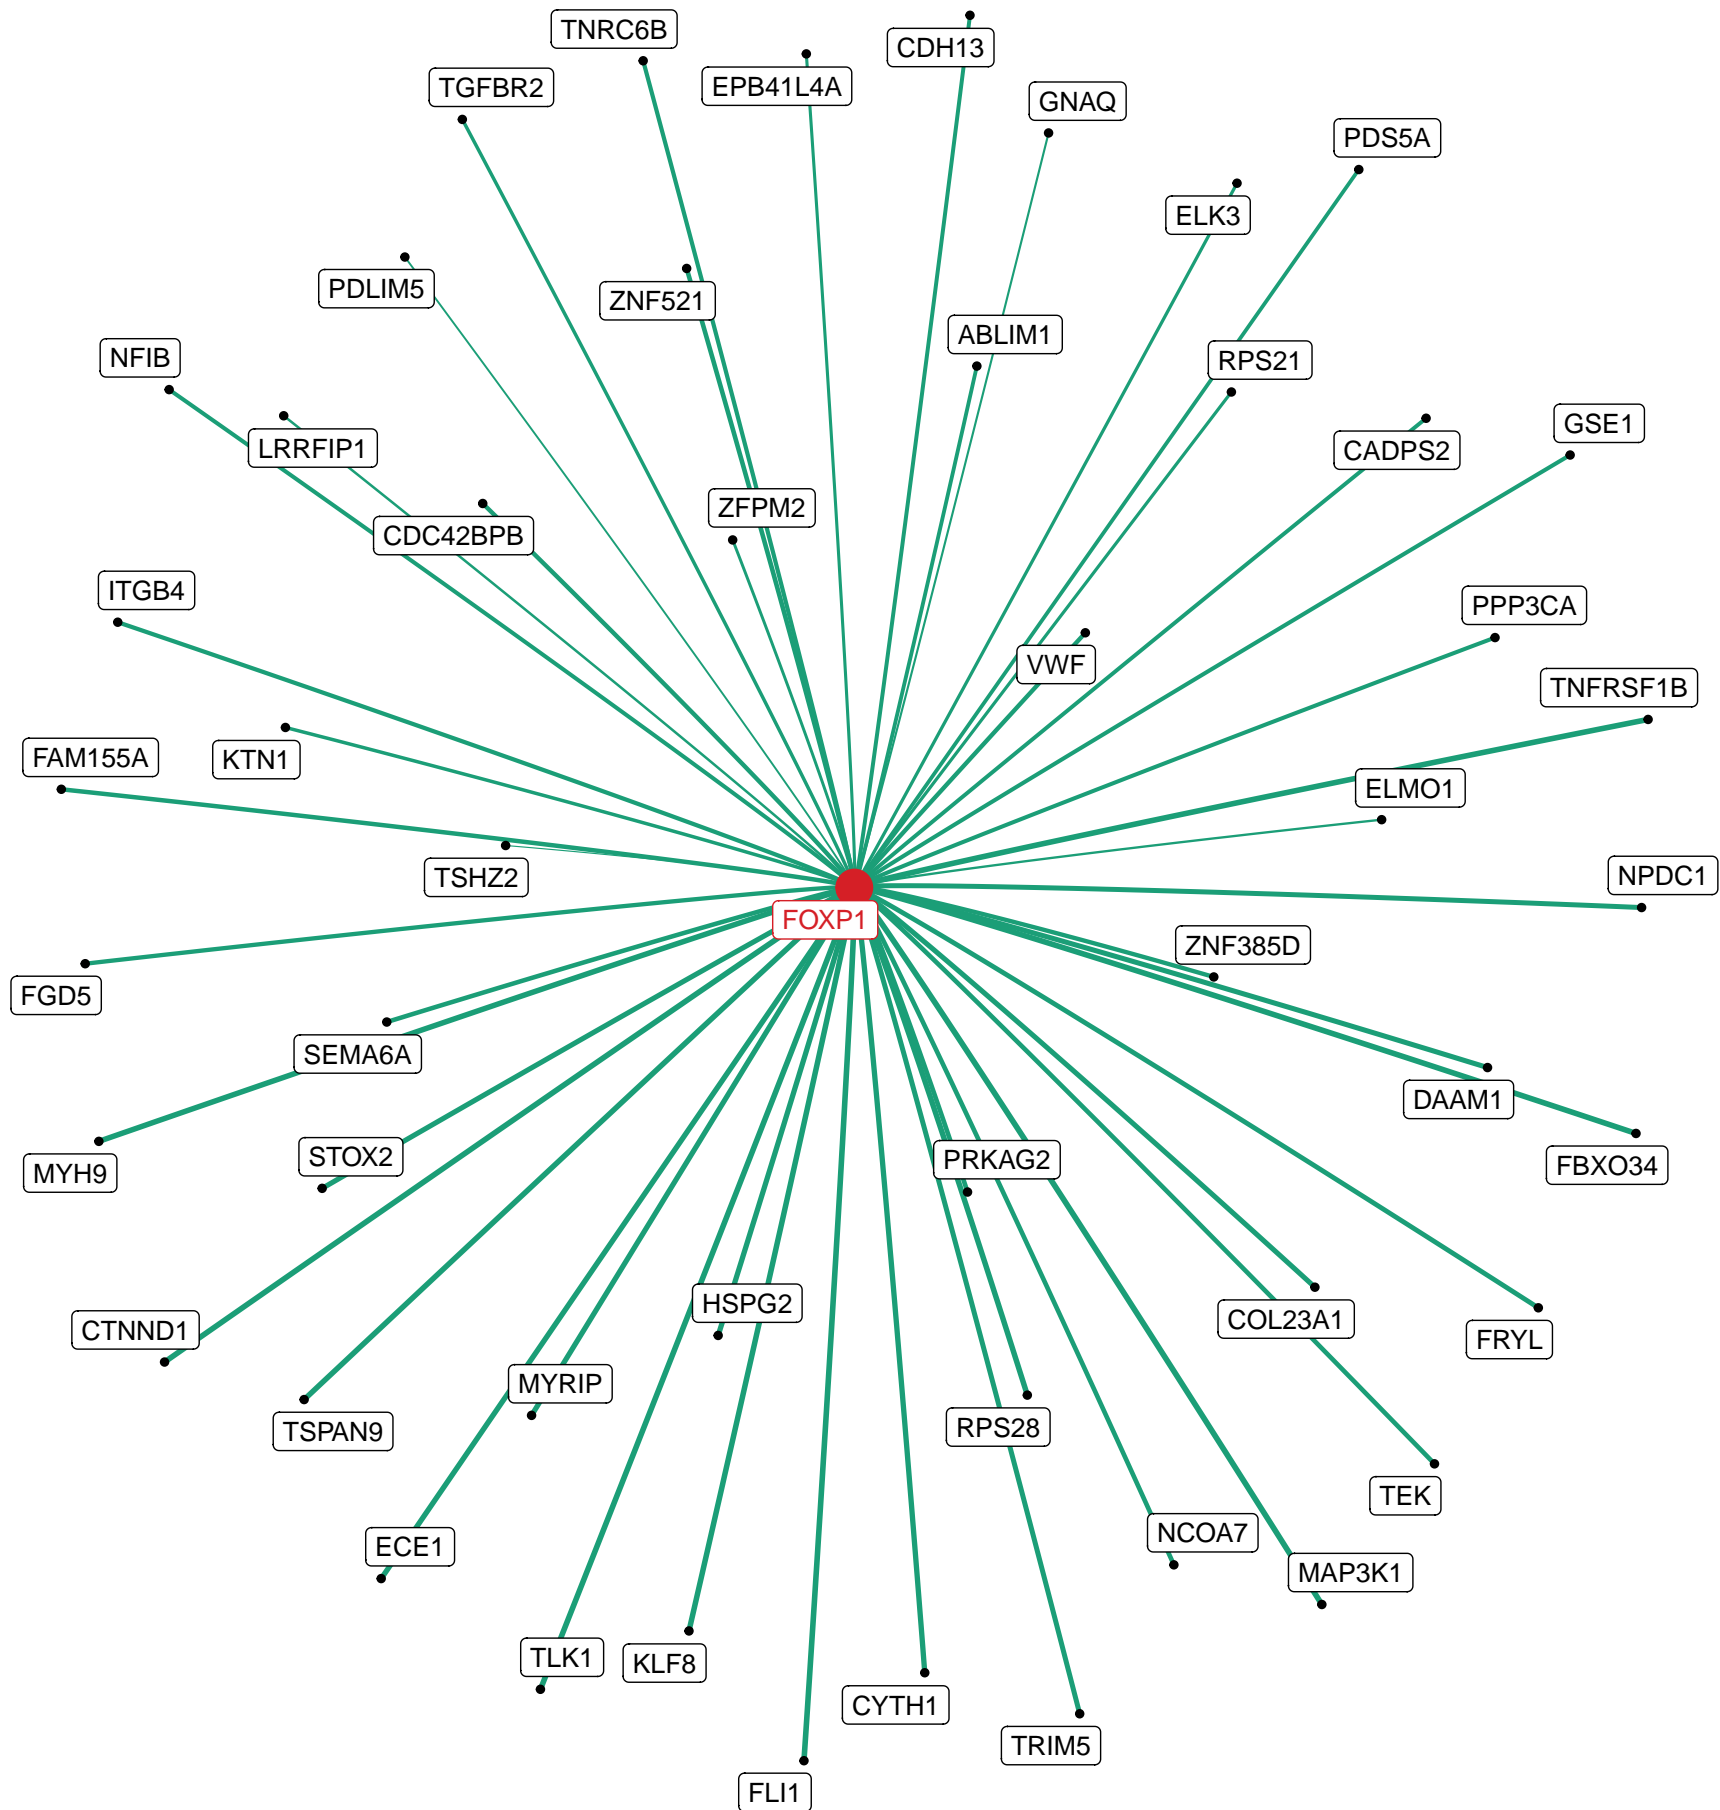 TNRC6B
CDH13
TGFBR2
EPB41L4A
GNAQ
PDS5A
ELK3
PDLIM5
ZNF521
ABLIM1
NFIB
RPS21
GSE1
LRRFIP1
CADPS2
ZFPM2
CDC42BPB
ITGB4
PPP3CA
VWF
TNFRSF1B
FAM155A
KTN1
ELMO1
TSHZ2
NPDC1
FOXP1
ZNF385D
FGD5
SEMA6A
DAAM1
STOX2
PRKAG2
FBXO34
MYH9
HSPG2
COL23A1
CTNND1
FRYL
MYRIP
RPS28
TSPAN9
TEK
NCOA7
ECE1
MAP3K1
TLK1
KLF8
CYTH1
TRIM5
FLI1